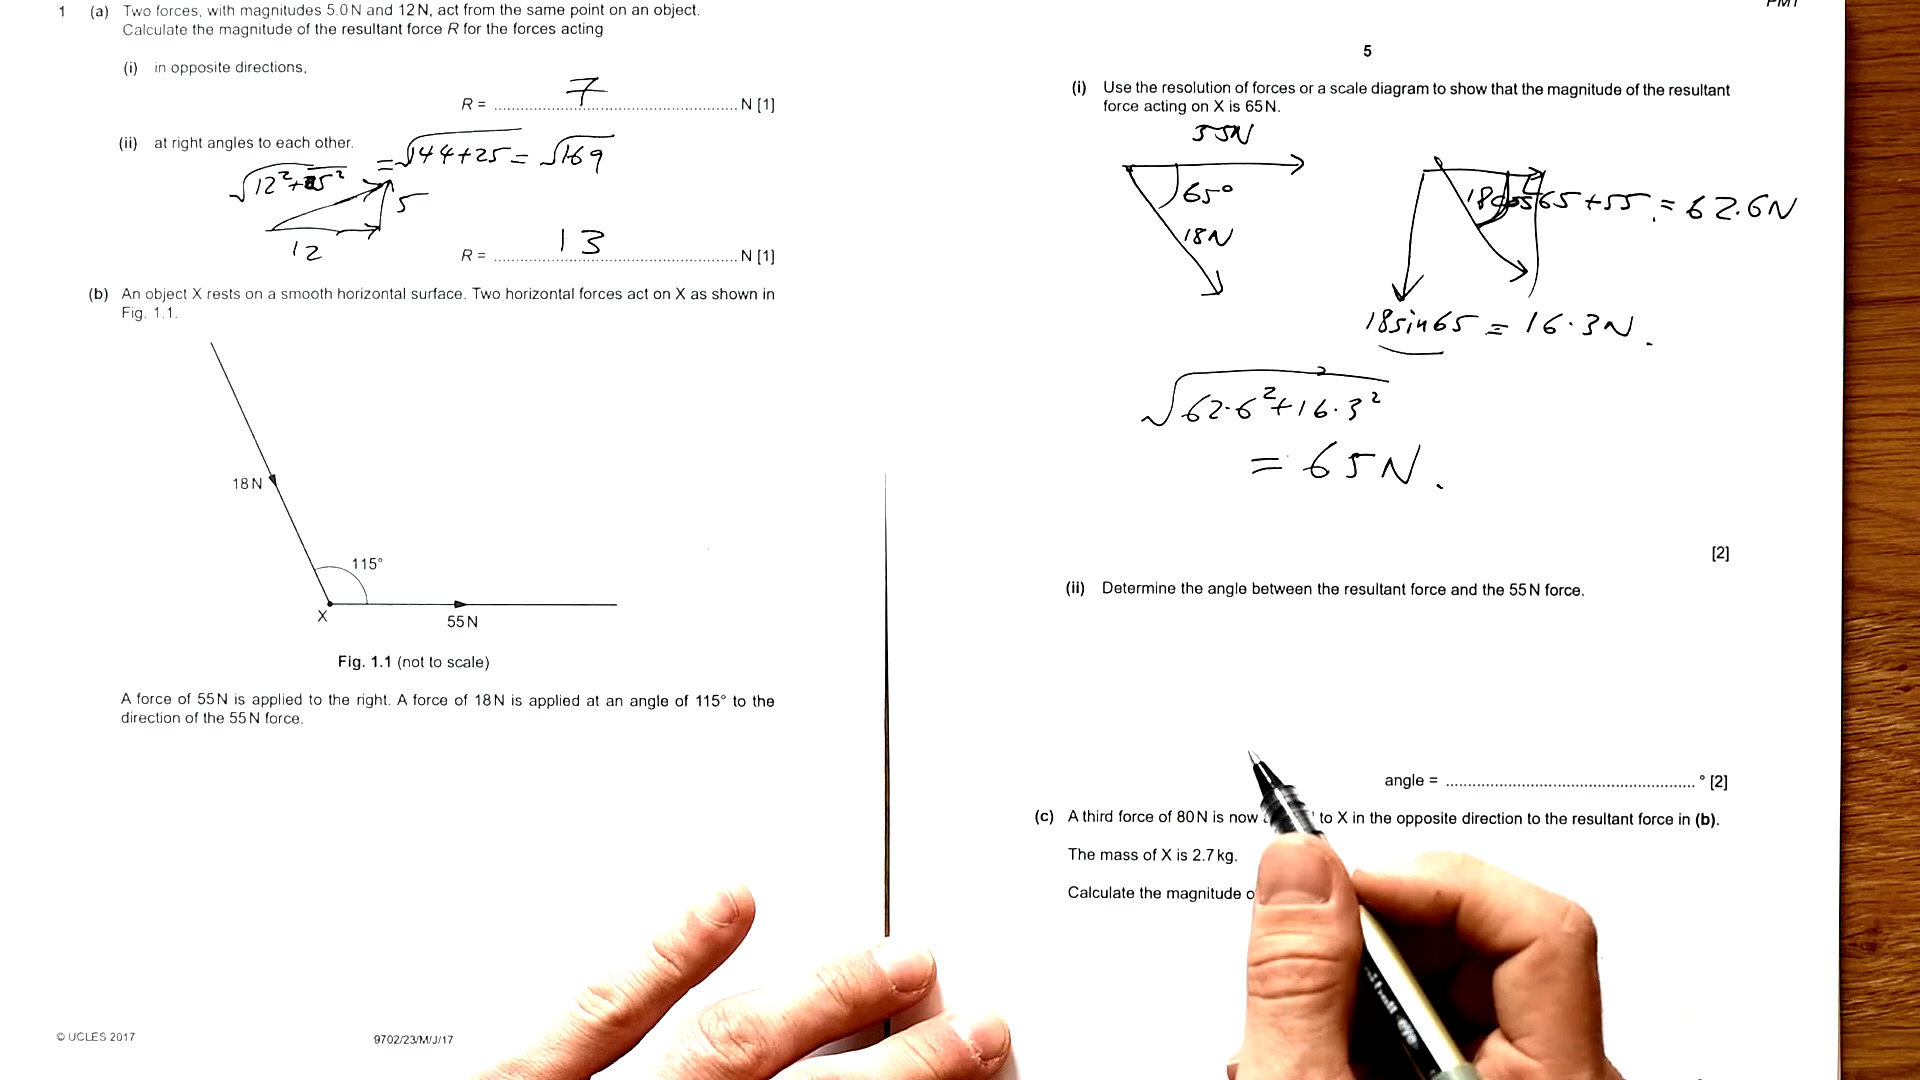 1 (a) Two forces, with magnitudes 5.0 N and 12 N, act from the same point on an object.
Calculate the magnitude of the resultant force R for the forces acting
(i) in opposite directions,
7
R = ........ N [1]
(ii) at right angles to each other.
√12²+5² = √144+25 = √169
5
12
13
R = ........ N [1]
(b) An object X rests on a smooth horizontal surface. Two horizontal forces act on X as shown in
Fig. 1.1.
18 N
115°
X
55 N
Fig. 1.1 (not to scale)
A force of 55 N is applied to the right. A force of 18 N is applied at an angle of 115° to the
direction of the 55 N force.
© UCLES 2017
9702/23/M/J/17
PMT
5
(i) Use the resolution of forces or a scale diagram to show that the magnitude of the resultant
force acting on X is 65 N.
55N
65°
18N
18cos65+55 = 62.6N
18sin65 = 16.3N.
√62.6²+16.3²
= 65N.
[2]
(ii) Determine the angle between the resultant force and the 55 N force.
angle = ........ ° [2]
(c) A third force of 80 N is now to X in the opposite direction to the resultant force in (b).
The mass of X is 2.7 kg.
Calculate the magnitude